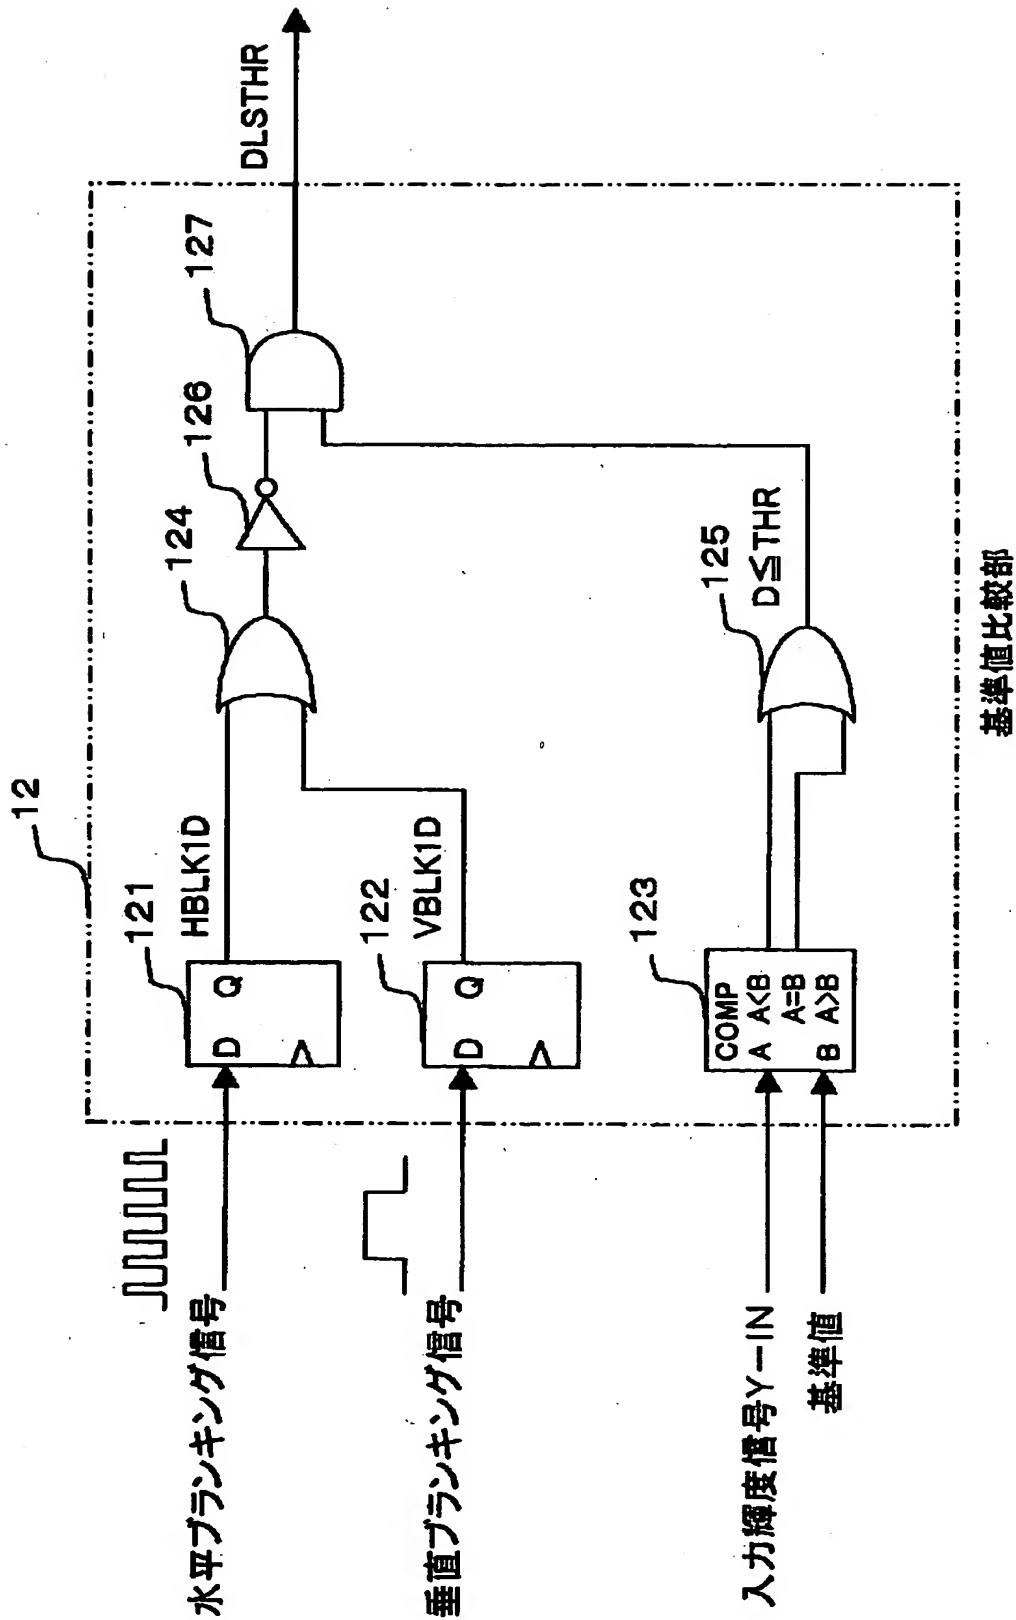 12
水平ブランキング信号
121
D Q
HBLK1D
124
126
127
DLSTHR
垂直ブランキング信号
122
D Q
VBLK1D
入力輝度信号Y-IN
基準値
123
COMP
A A<B
A=B
B A>B
125
D≦THR
基準値比較部